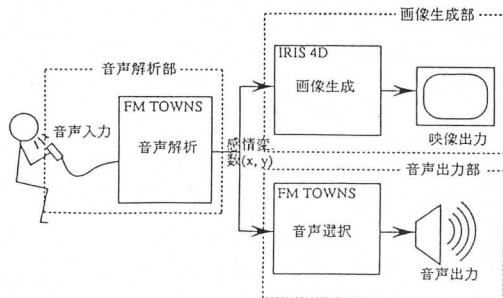 画像生成部
IRIS 4D
画像生成
映像出力
音声解析部
FM TOWNS
音声入力
音声解析
感情変
数(x, y)
音声出力部
FM TOWNS
音声選択
音声出力